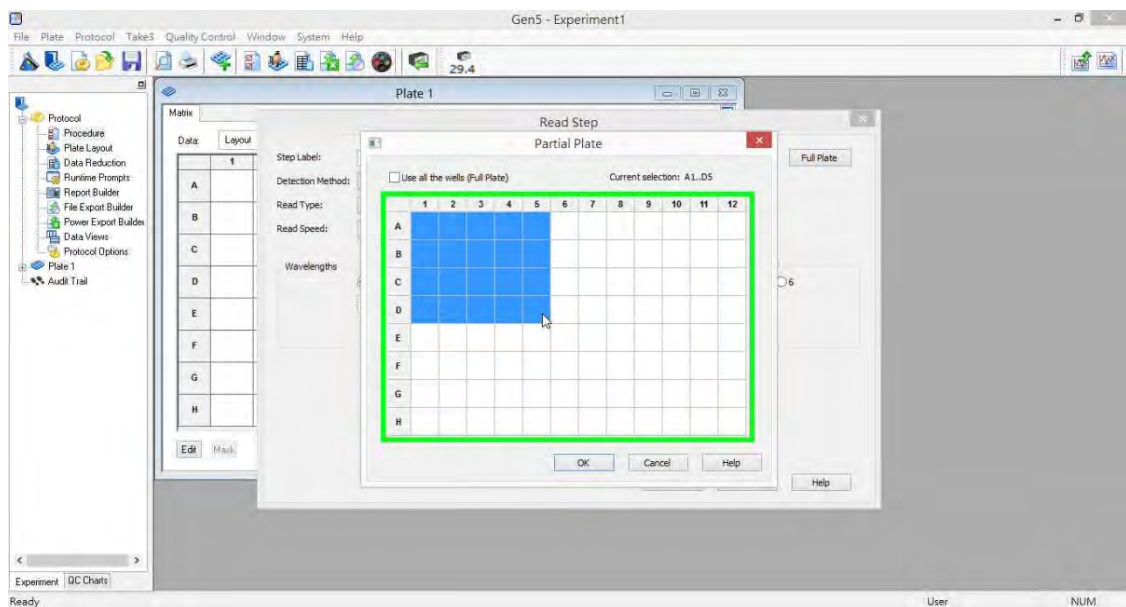 Gen5 - Experiment1
File Plate Protocol Take3 Quality Control Window System Help
29.4
Protocol
Procedure
Plate Layout
Data Reduction
Runtime Prompts
Report Builder
File Export Builder
Power Export Builder
Data Views
Protocol Options
Plate 1
Audit Trail
Experiment QC Charts
Plate 1
Matrix
Data: Layout
1
A
B
C
D
E
F
G
H
Edit Mask
Read Step
Step Label:
Full Plate
Detection Method:
Read Type:
Read Speed:
Wavelengths
6
Help
Partial Plate
Use all the wells (Full Plate) Current selection: A1..D5
1 2 3 4 5 6 7 8 9 10 11 12
A
B
C
D
E
F
G
H
OK Cancel Help
Ready User NUM